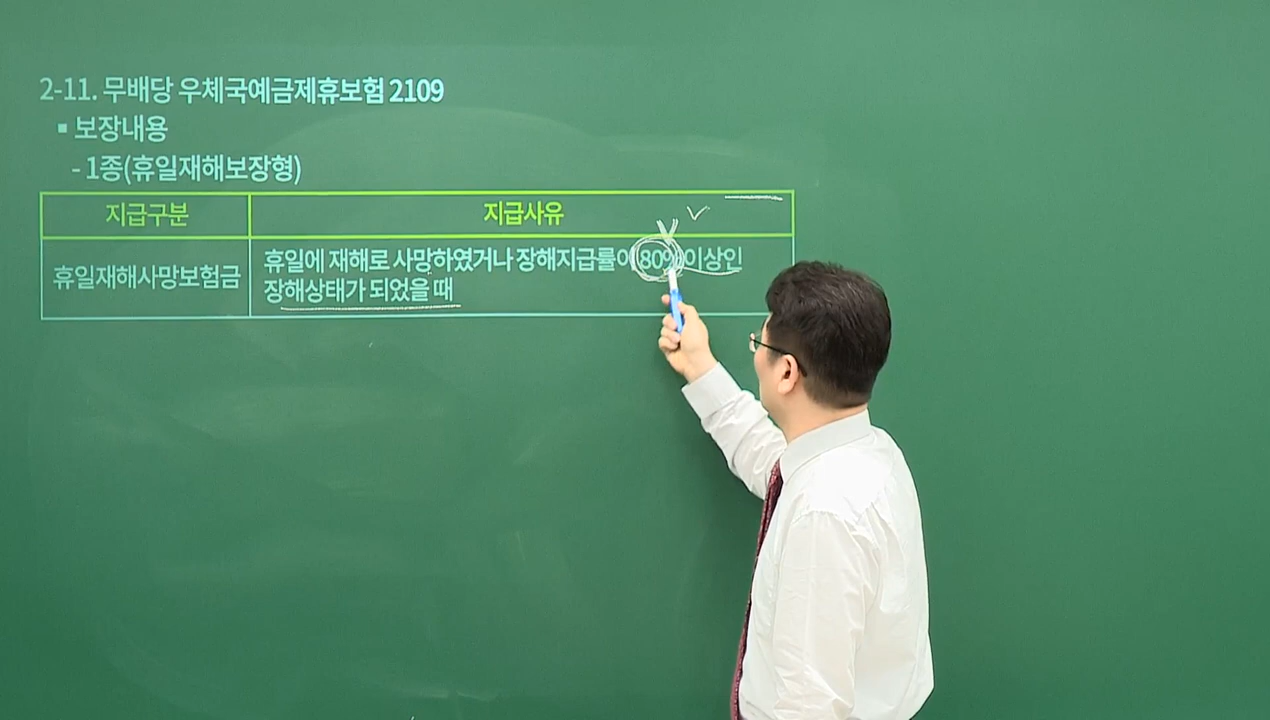 2-11. 무배당 우체국예금제휴보험 2109
▪ 보장내용
- 1종(휴일재해보장형)
지급구분 지급사유
휴일재해사망보험금
휴일에 재해로 사망하였거나 장해지급률이 80% 이상인
장해상태가 되었을 때